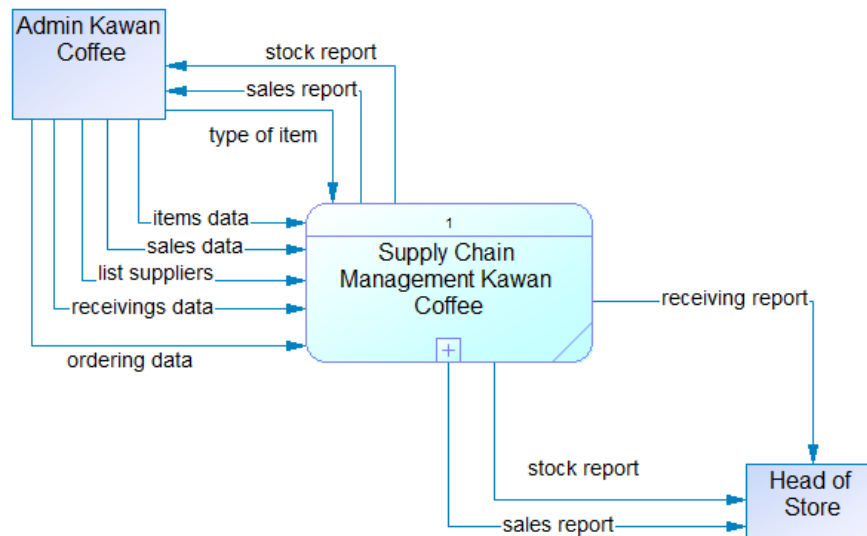 Admin Kawan
Coffee
stock report
sales report
type of item
items data
sales data
list suppliers
receivings data
ordering data
1
Supply Chain
Management Kawan
Coffee
receiving report
stock report
sales report
Head of
Store